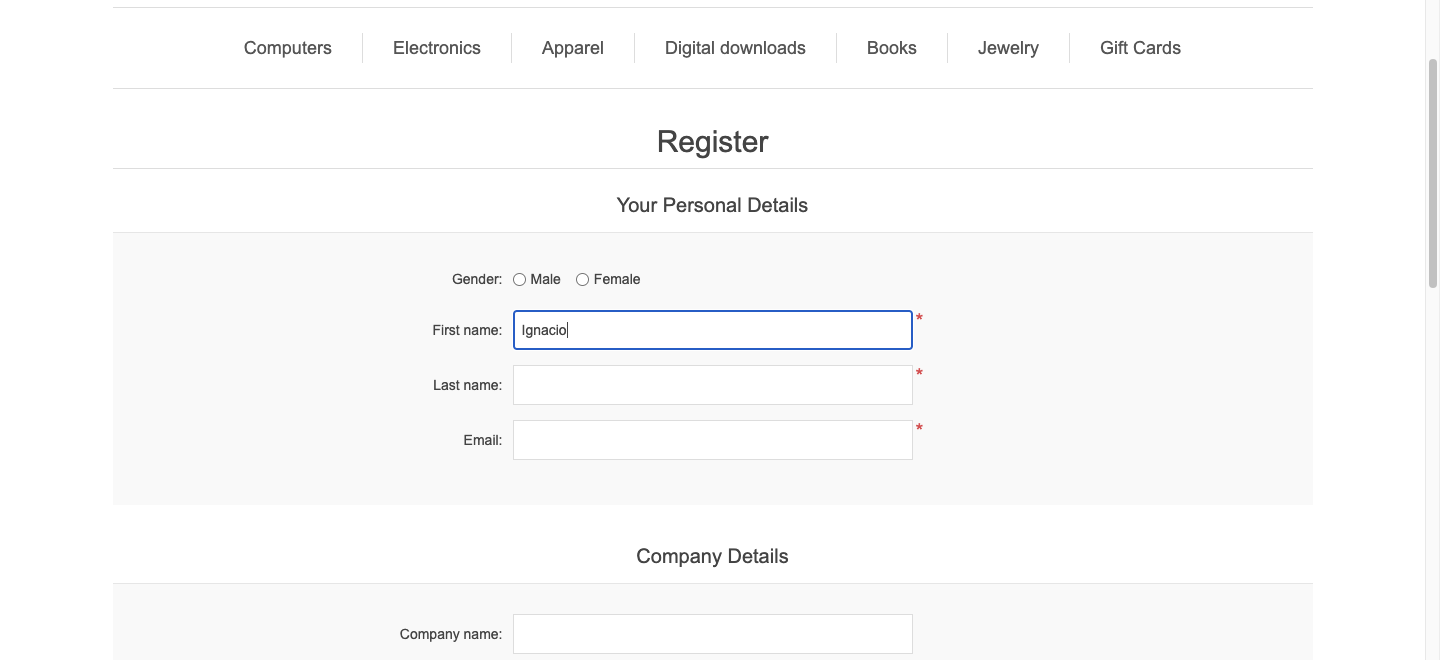 Computers Electronics Apparel Digital downloads Books Jewelry Gift Cards
Register
Your Personal Details
Gender: Male Female
First name: Ignacio *
Last name: *
Email: *
Company Details
Company name: